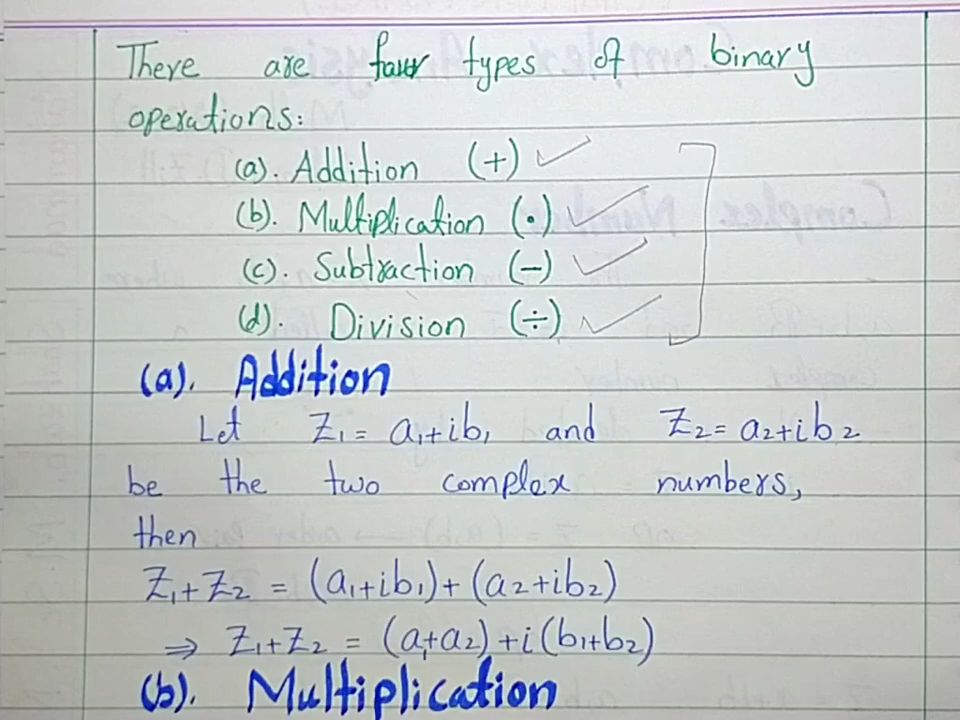 There are four types of binary
operations:
(a). Addition (+) ✓
(b). Multiplication (•) ✓
(c). Subtraction (−) ✓
(d). Division (÷) ✓
(a). Addition
Let Z₁ = a₁+ib₁ and Z₂ = a₂+ib₂
be the two complex numbers,
then
Z₁+Z₂ = (a₁+ib₁)+(a₂+ib₂)
⇒ Z₁+Z₂ = (a₁+a₂)+i(b₁+b₂)
(b). Multiplication